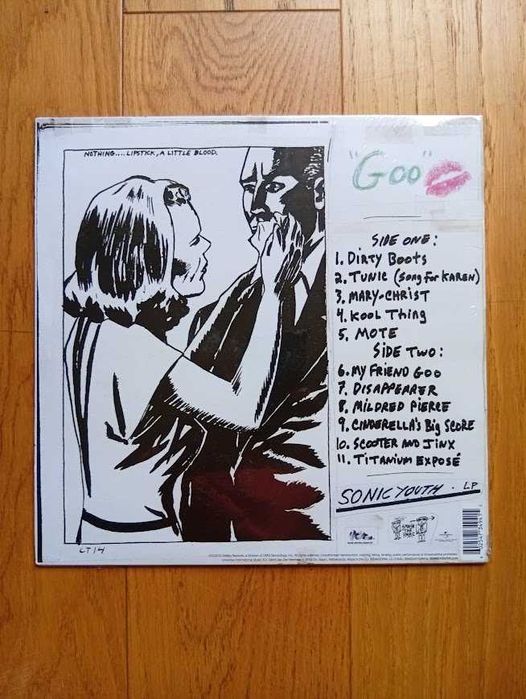 NOTHING.... LIPSTICK, A LITTLE BLOOD.
"Goo"
SIDE ONE:
1. DIRTY BOOTS
2. TUNIC (Song FOR KAREN)
3. MARY-CHRIST
4. KOOL THING
5. MOTE
SIDE TWO:
6. MY FRIEND GOO
7. DISAPPEARER
8. MILDRED PIERCE
9. CINDERELLA'S BIG SCORE
10. SCOOTER AND JINX
11. TITANIUM EXPOSÉ
SONIC YOUTH. LP